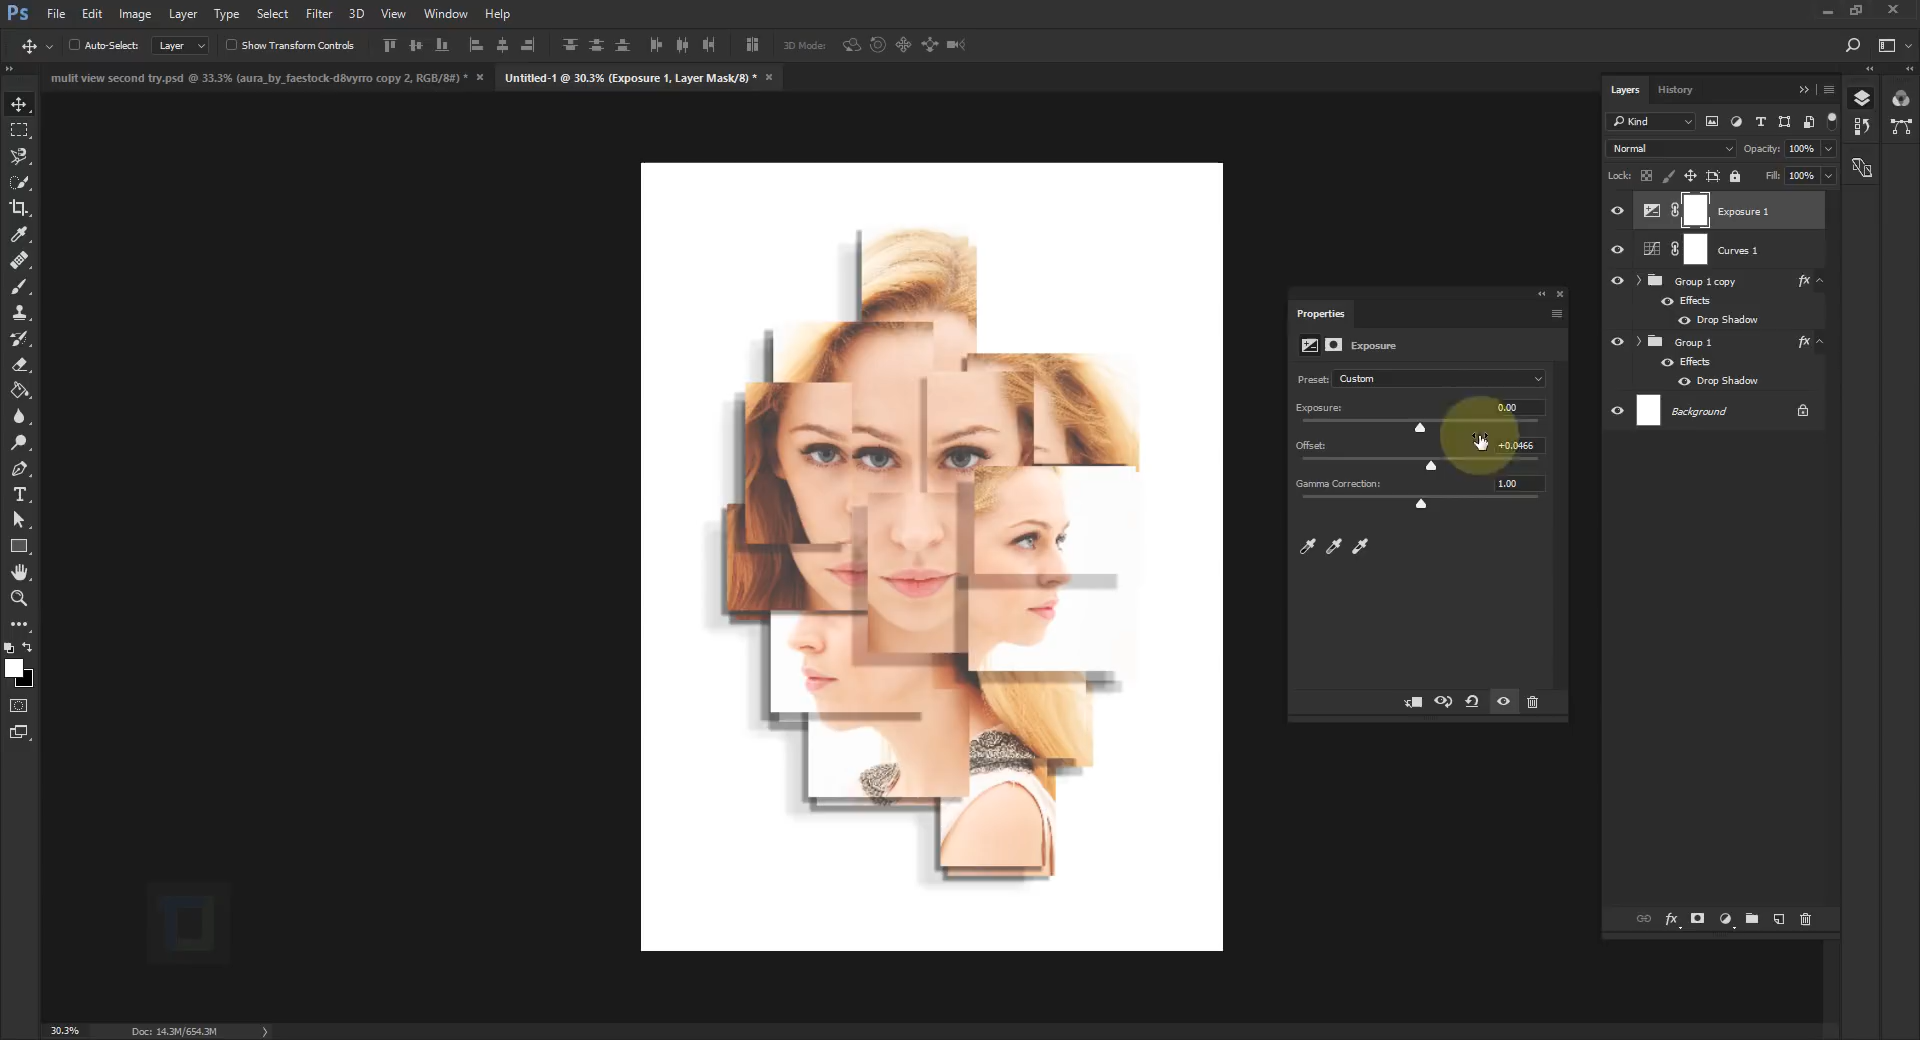 Ps File Edit Image Layer Type Select Filter 3D View Window Help
Auto-Select: Layer Show Transform Controls 3D Mode:
mulit view second try.psd @ 33.3% (aura_by_faestock-d8vyrro copy 2, RGB/8#) * Untitled-1 @ 30.3% (Exposure 1, Layer Mask/8) *
Layers History
Kind
Normal Opacity: 100%
Lock: Fill: 100%
Exposure 1
Curves 1
Group 1 copy fx
Effects
Drop Shadow
Group 1 fx
Effects
Drop Shadow
Background
Properties
Exposure
Preset: Custom
Exposure: 0.00
Offset: +0.0466
Gamma Correction: 1.00
fx
30.3% Doc: 14.3M/654.3M